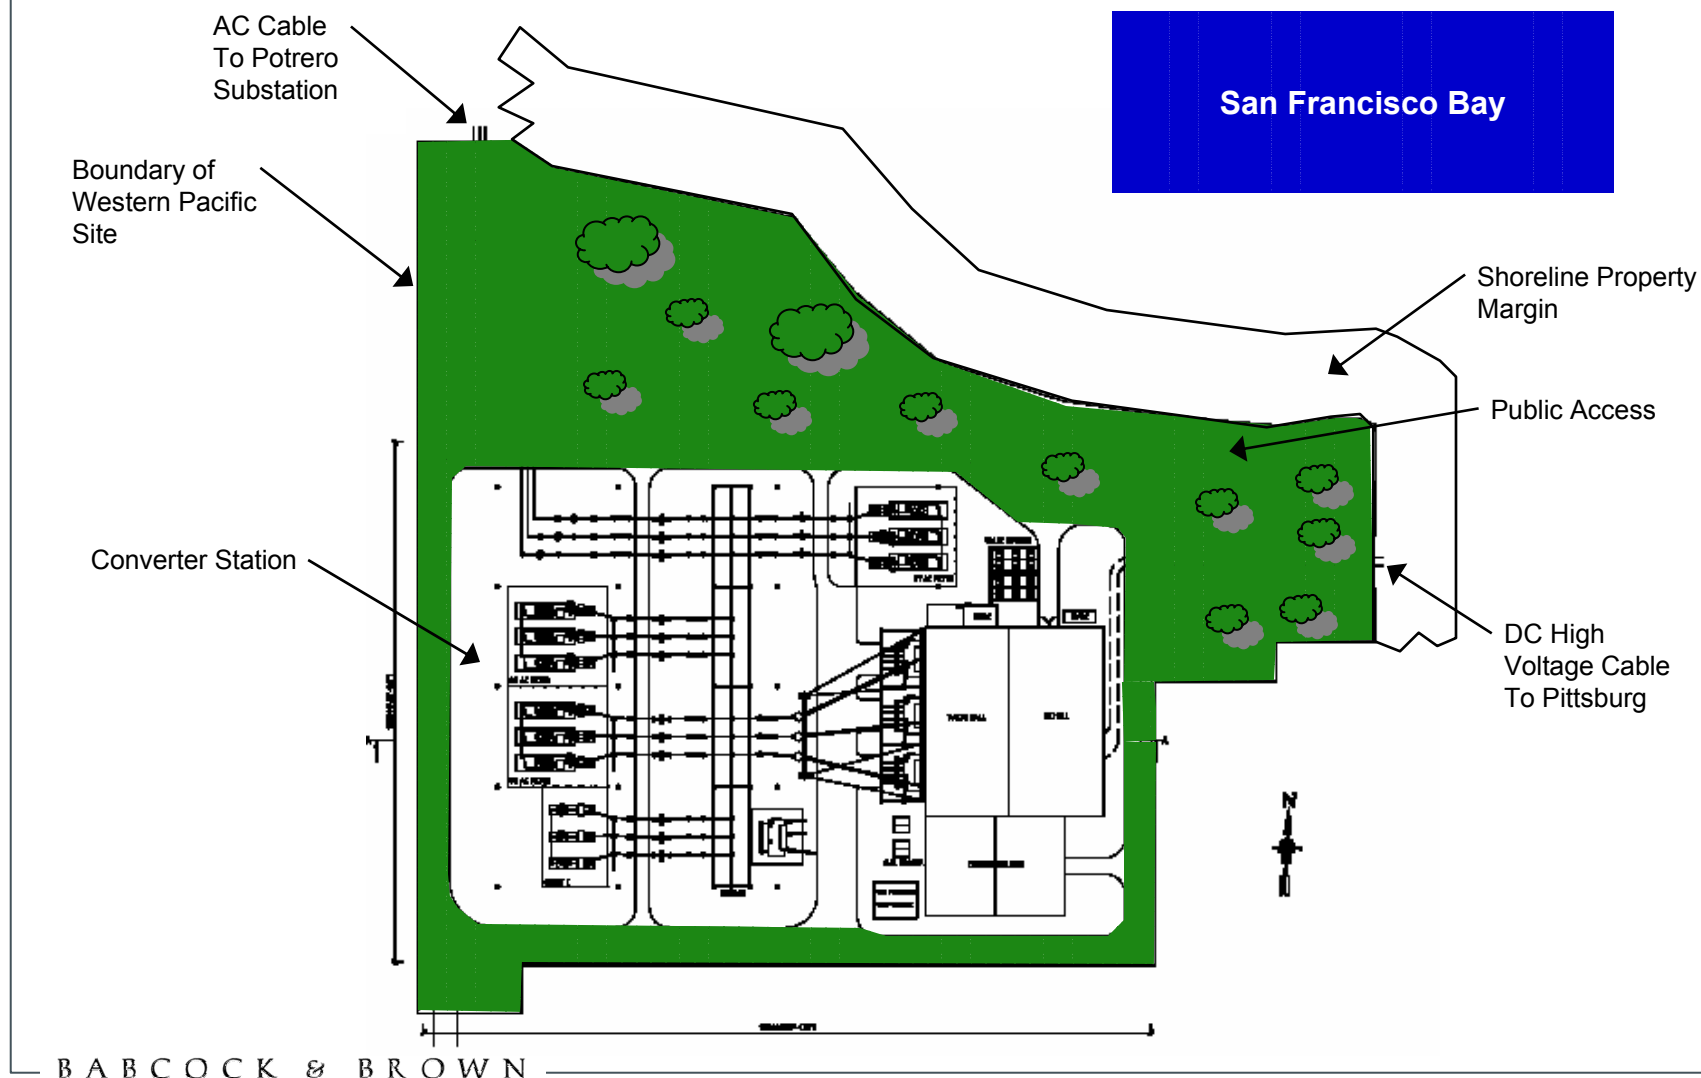 AC Cable
To Potrero
Substation
San Francisco Bay
Boundary of
Western Pacific
Site
Shoreline Property
Margin
Public Access
Converter Station
DC High
Voltage Cable
To Pittsburg
N
BABCOCK & BROWN